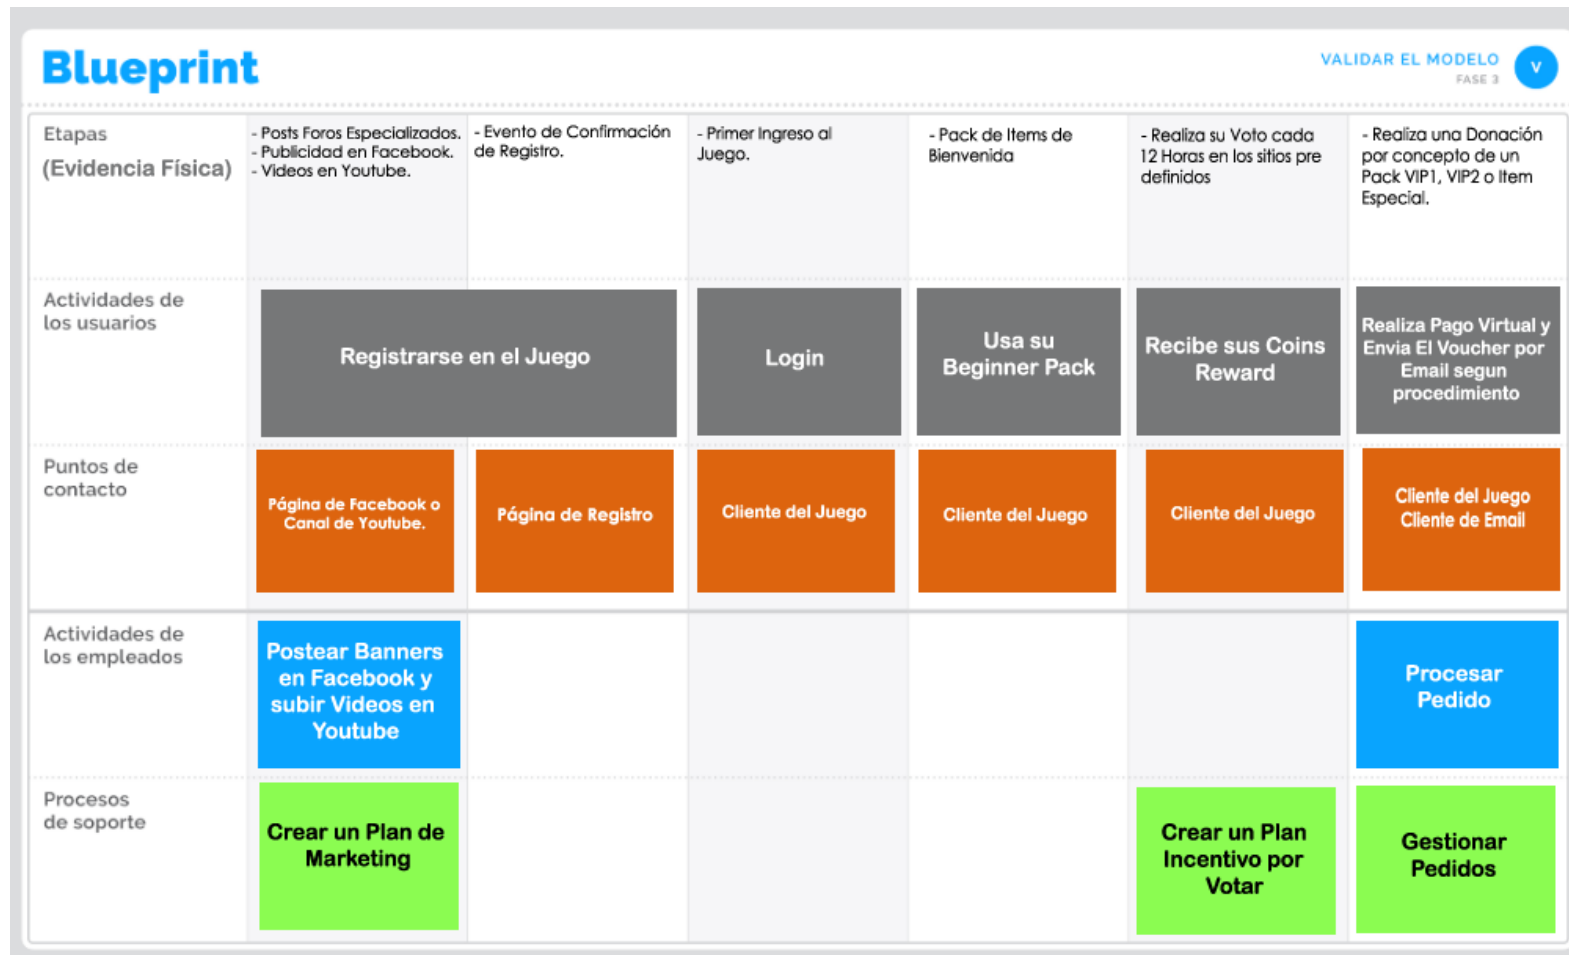 Blueprint
VALIDAR EL MODELO
FASE 3
V
Etapas
(Evidencia Física)
- Posts Foros Especializados.
- Publicidad en Facebook.
- Videos en Youtube.
- Evento de Confirmación
de Registro.
- Primer Ingreso al
Juego.
- Pack de Items de
Bienvenida
- Realiza su Voto cada
12 Horas en los sitios pre
definidos
- Realiza una Donación
por concepto de un
Pack VIP1, VIP2 o Item
Especial.
Actividades de
los usuarios
Registrarse en el Juego
Login
Usa su
Beginner Pack
Recibe sus Coins
Reward
Realiza Pago Virtual y
Envia El Voucher por
Email segun
procedimiento
Puntos de
contacto
Página de Facebook o
Canal de Youtube.
Página de Registro
Cliente del Juego
Cliente del Juego
Cliente del Juego
Cliente del Juego
Cliente de Email
Actividades de
los empleados
Postear Banners
en Facebook y
subir Videos en
Youtube
Procesar
Pedido
Procesos
de soporte
Crear un Plan de
Marketing
Crear un Plan
Incentivo por
Votar
Gestionar
Pedidos